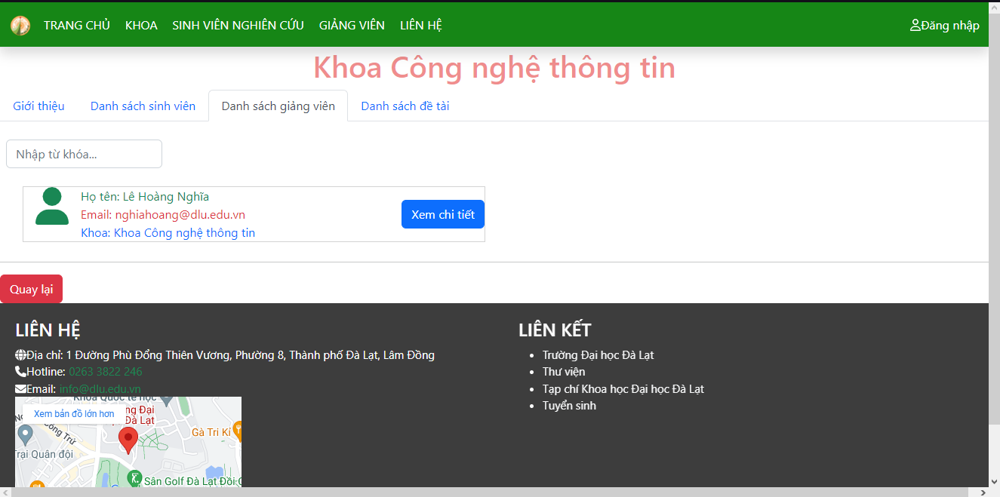 TRANG CHỦ KHOA SINH VIÊN NGHIÊN CỨU GIẢNG VIÊN LIÊN HỆ Đăng nhập
Khoa Công nghệ thông tin
Giới thiệu Danh sách sinh viên Danh sách giảng viên Danh sách đề tài
Nhập từ khóa...
Họ tên: Lê Hoàng Nghĩa
Email: nghiahoang@dlu.edu.vn
Khoa: Khoa Công nghệ thông tin
Xem chi tiết
Quay lại
LIÊN HỆ
Địa chỉ: 1 Đường Phù Đổng Thiên Vương, Phường 8, Thành phố Đà Lạt, Lâm Đồng
Hotline: 0263 3822 246
Email: info@dlu.edu.vn
Khoa Quốc tế học
Xem bản đồ lớn hơn
ng Đại
Đà Lạt
Công Trứ
Gà Tri Kỉ
Trại Quân đội
Sân Golf Đà Lạt Đồi
LIÊN KẾT
Trường Đại học Đà Lạt
Thư viện
Tạp chí Khoa học Đại học Đà Lạt
Tuyển sinh